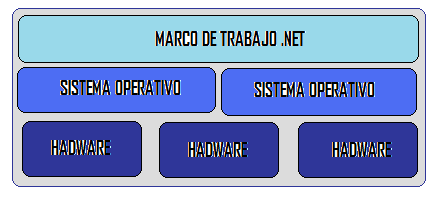 MARCO DE TRABAJO .NET
SISTEMA OPERATIVO
SISTEMA OPERATIVO
HADWARE
HADWARE
HADWARE